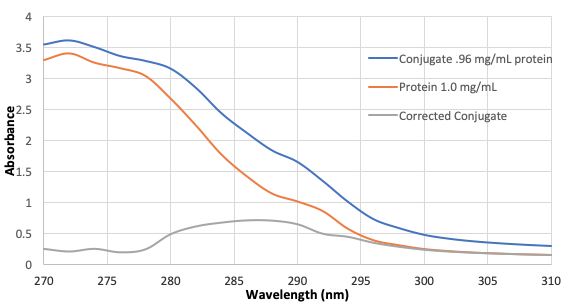 4
3.5
3
2.5
2
1.5
1
0.5
0
Absorbance
Conjugate .96 mg/mL protein
Protein 1.0 mg/mL
Corrected Conjugate
270 275 280 285 290 295 300 305 310
Wavelength (nm)